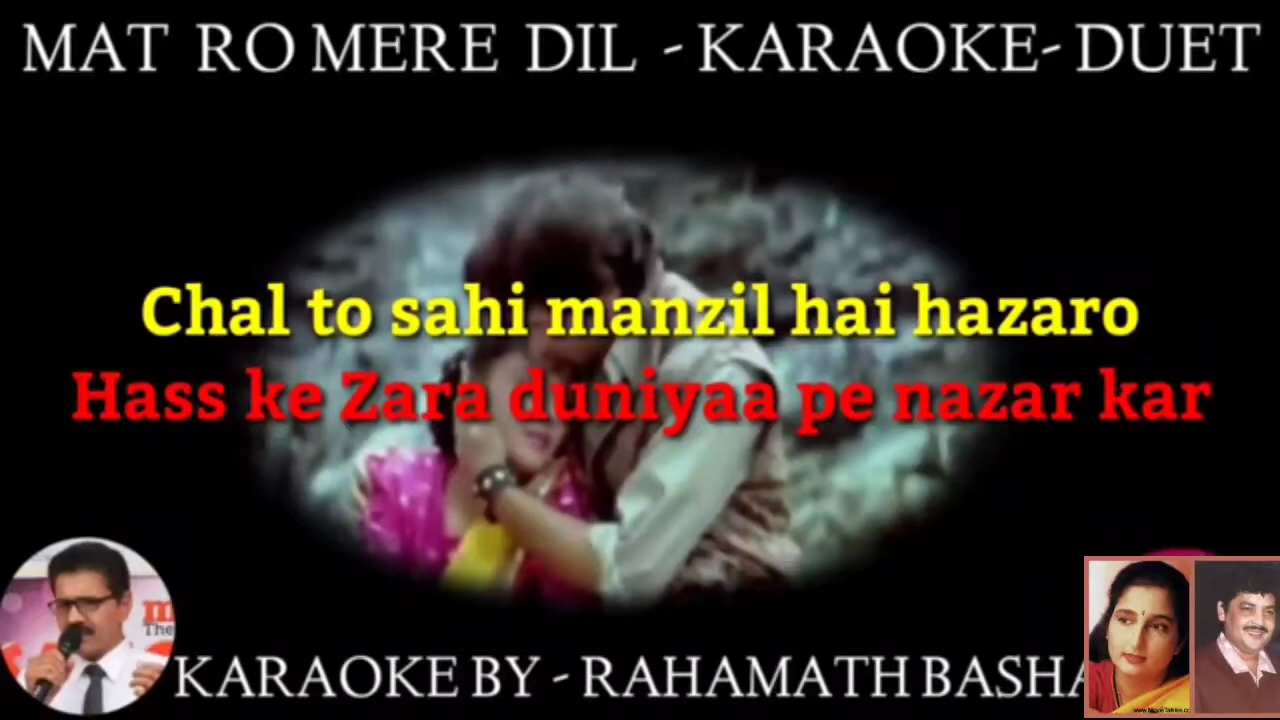 MAT RO MERE DIL - KARAOKE- DUET
Chal to sahi manzil hai hazaro
Hass ke Zara duniyaa pe nazar kar
The
KARAOKE BY - RAHAMATH BASHA